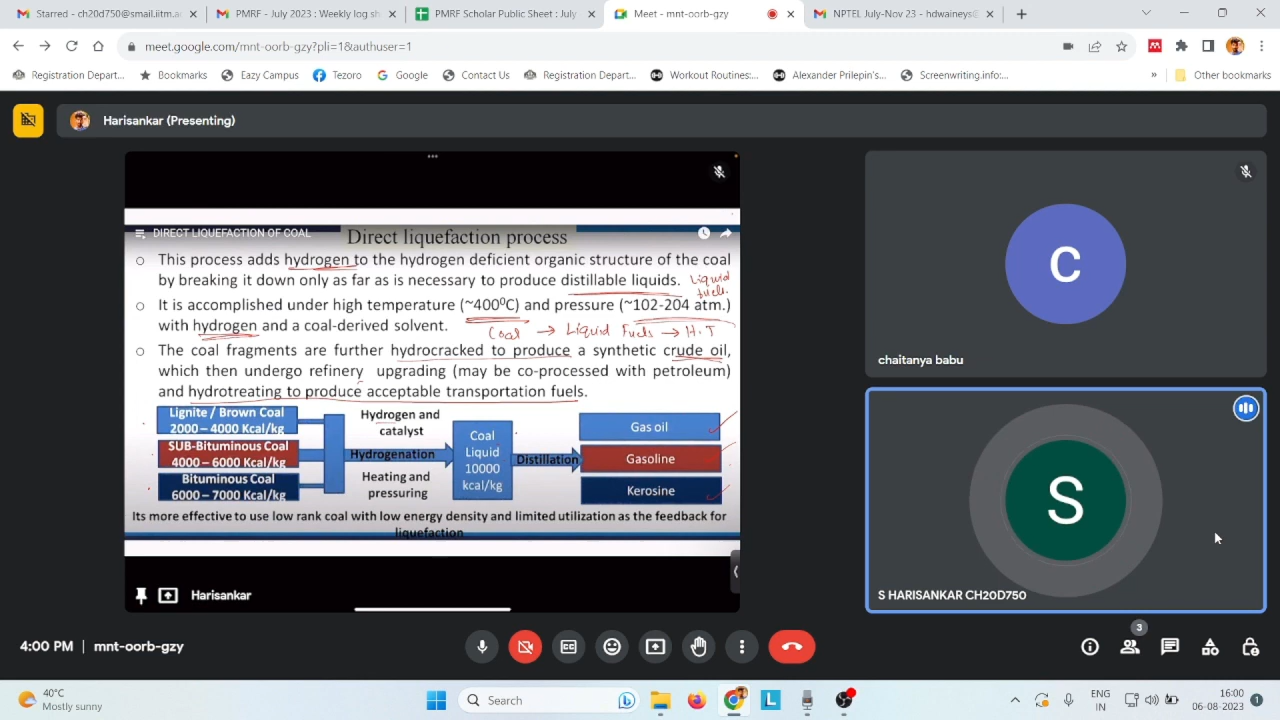 Starred - ch20d750@smail.iitm.a
PMRF - July 2023 : Weekly log sh
PMRF Scholar Public Sheet : July
Meet - mnt-oorb-gzy
NPTEL July-Nov 23 - hdwaineys@
meet.google.com/mnt-oorb-gzy?pli=1&authuser=1
Registration Depart...
Bookmarks
Eazy Campus
Tezoro
Google
Contact Us
Registration Depart...
Workout Routines:...
Alexander Prilepin's...
Screenwriting.info:...
»
Other bookmarks
Harisankar (Presenting)
DIRECT LIQUEFACTION OF COAL
Direct liquefaction process
This process adds hydrogen to the hydrogen deficient organic structure of the coal
by breaking it down only as far as is necessary to produce distillable liquids. Liquid
fuels.
It is accomplished under high temperature (~400⁰C) and pressure (~102-204 atm.)
with hydrogen and a coal-derived solvent.
Coal → Liquid Fuels → H.T
The coal fragments are further hydrocracked to produce a synthetic crude oil,
which then undergo refinery upgrading (may be co-processed with petroleum)
and hydrotreating to produce acceptable transportation fuels.
Lignite / Brown Coal
2000 – 4000 Kcal/kg
SUB-Bituminous Coal
4000 – 6000 Kcal/kg
Bituminous Coal
6000 – 7000 Kcal/kg
Hydrogen and
catalyst
Hydrogenation
Heating and
pressuring
Coal
Liquid
10000
kcal/kg
Distillation
Gas oil
Gasoline
Kerosine
Its more effective to use low rank coal with low energy density and limited utilization as the feedback for
liquefaction
Harisankar
C
chaitanya babu
S
S HARISANKAR CH20D750
4:00 PM | mnt-oorb-gzy
3
40°C
Mostly sunny
Search
ENG
IN
16:00
06-08-2023
1